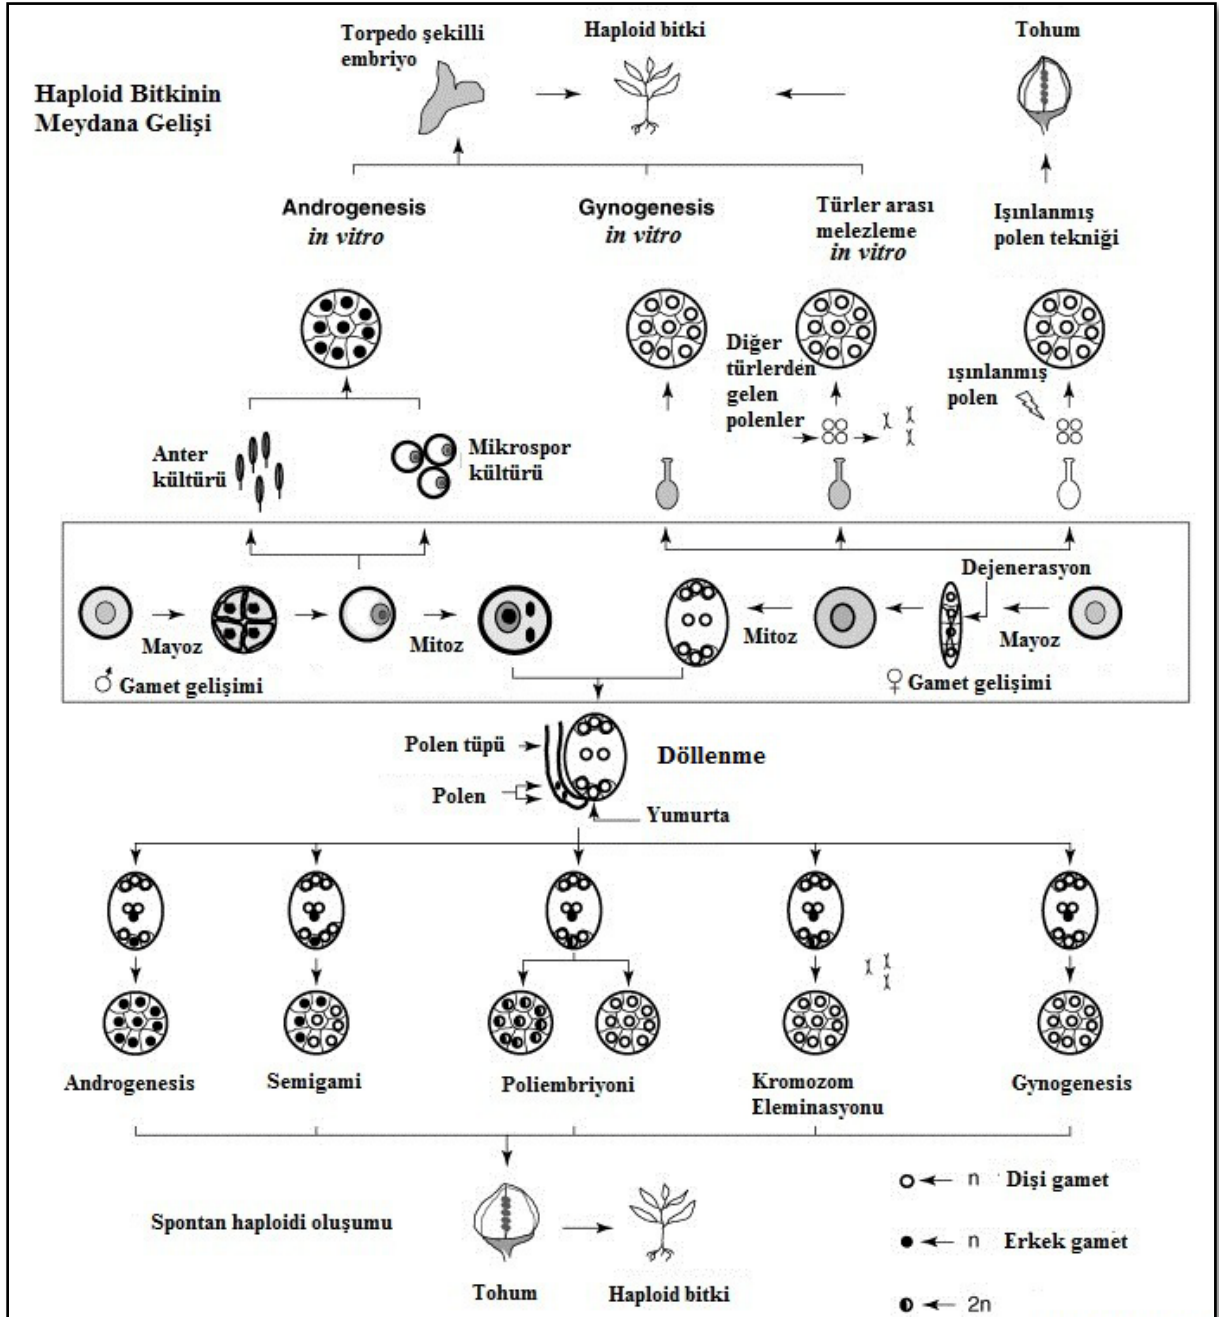 Haploid Bitkinin
Meydana Gelişi
Torpedo şekilli
embriyo
Haploid bitki
Tohum
Androgenesis
in vitro
Gynogenesis
in vitro
Türler arası
melezleme
in vitro
Işınlanmış
polen tekniği
Diğer
türlerden
gelen
polenler
ışınlanmış
polen
Anter
kültürü
Mikrospor
kültürü
Dejenerasyon
Mayoz
Mitoz
Mitoz
Mayoz
♂ Gamet gelişimi
♀ Gamet gelişimi
Polen tüpü
Döllenme
Polen
Yumurta
Androgenesis
Semigami
Poliembriyoni
Kromozom
Eleminasyonu
Gynogenesis
Spontan haploidi oluşumu
Tohum
Haploid bitki
n Dişi gamet
n Erkek gamet
2n